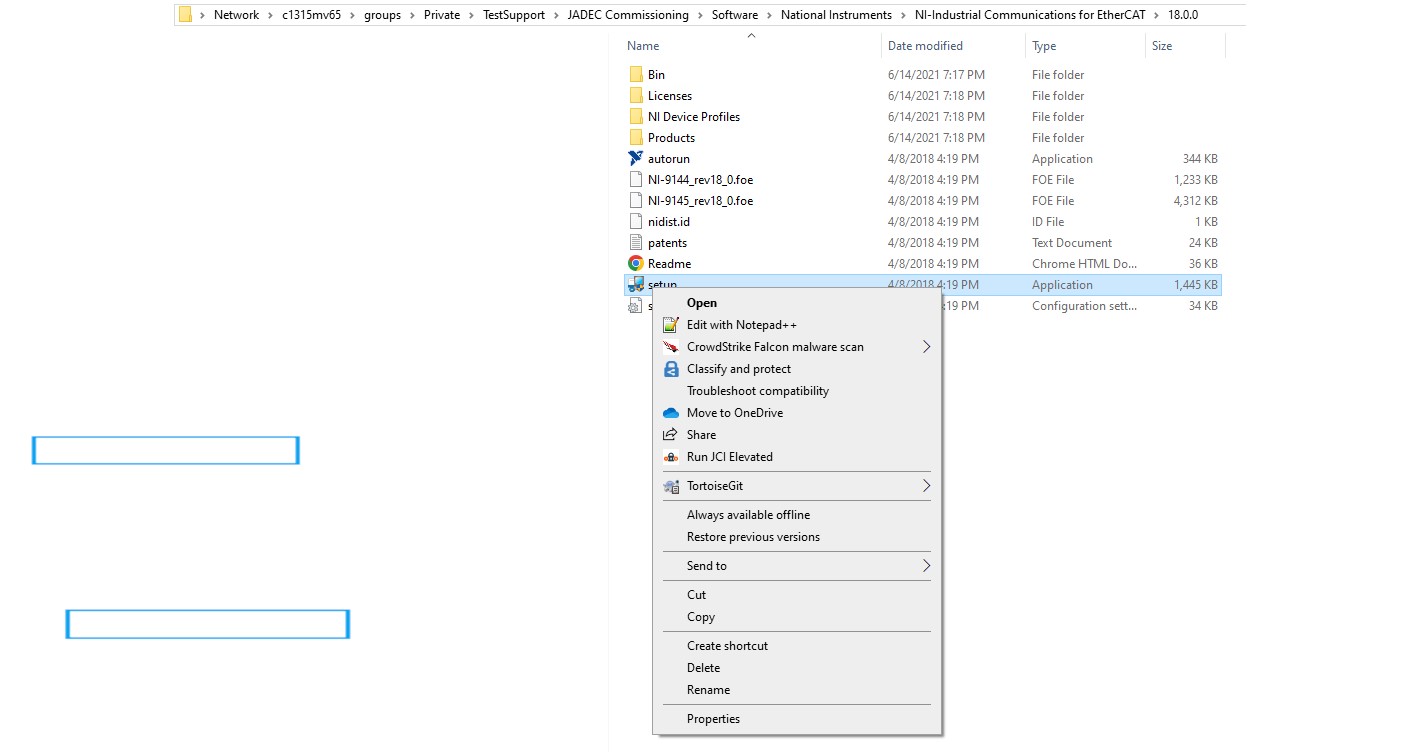 Network > c1315mv65 > groups > Private > TestSupport > JADEC Commissioning > Software > National Instruments > NI-Industrial Communications for EtherCAT > 18.0.0
Name Date modified Type Size
Bin 6/14/2021 7:17 PM File folder
Licenses 6/14/2021 7:18 PM File folder
NI Device Profiles 6/14/2021 7:18 PM File folder
Products 6/14/2021 7:18 PM File folder
autorun 4/8/2018 4:19 PM Application 344 KB
NI-9144_rev18_0.foe 4/8/2018 4:19 PM FOE File 1,233 KB
NI-9145_rev18_0.foe 4/8/2018 4:19 PM FOE File 4,312 KB
nidist.id 4/8/2018 4:19 PM ID File 1 KB
patents 4/8/2018 4:19 PM Text Document 24 KB
Readme 4/8/2018 4:19 PM Chrome HTML Do... 36 KB
setup 4/8/2018 4:19 PM Application 1,445 KB
s :19 PM Configuration sett... 34 KB
Open
Edit with Notepad++
CrowdStrike Falcon malware scan
Classify and protect
Troubleshoot compatibility
Move to OneDrive
Share
Run JCI Elevated
TortoiseGit
Always available offline
Restore previous versions
Send to
Cut
Copy
Create shortcut
Delete
Rename
Properties